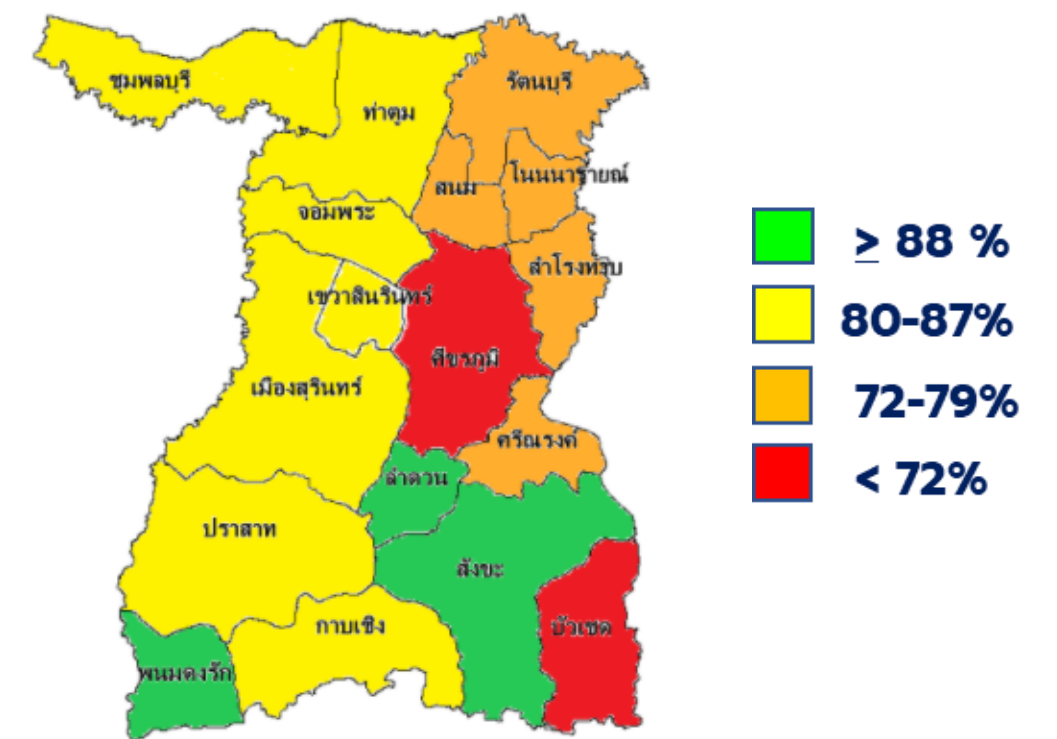 ชุมพลบุรี
ท่าตูม
รัตนบุรี
สนม
โนนนารายณ์
จอมพระ
สำโรงทาบ
เขวาสินรินทร์
ศีขรภูมิ
เมืองสุรินทร์
ศรีณรงค์
ลำดวน
ปราสาท
สังขะ
กาบเชิง
บัวเชด
พนมดงรัก
≥ 88 %
80-87%
72-79%
< 72%